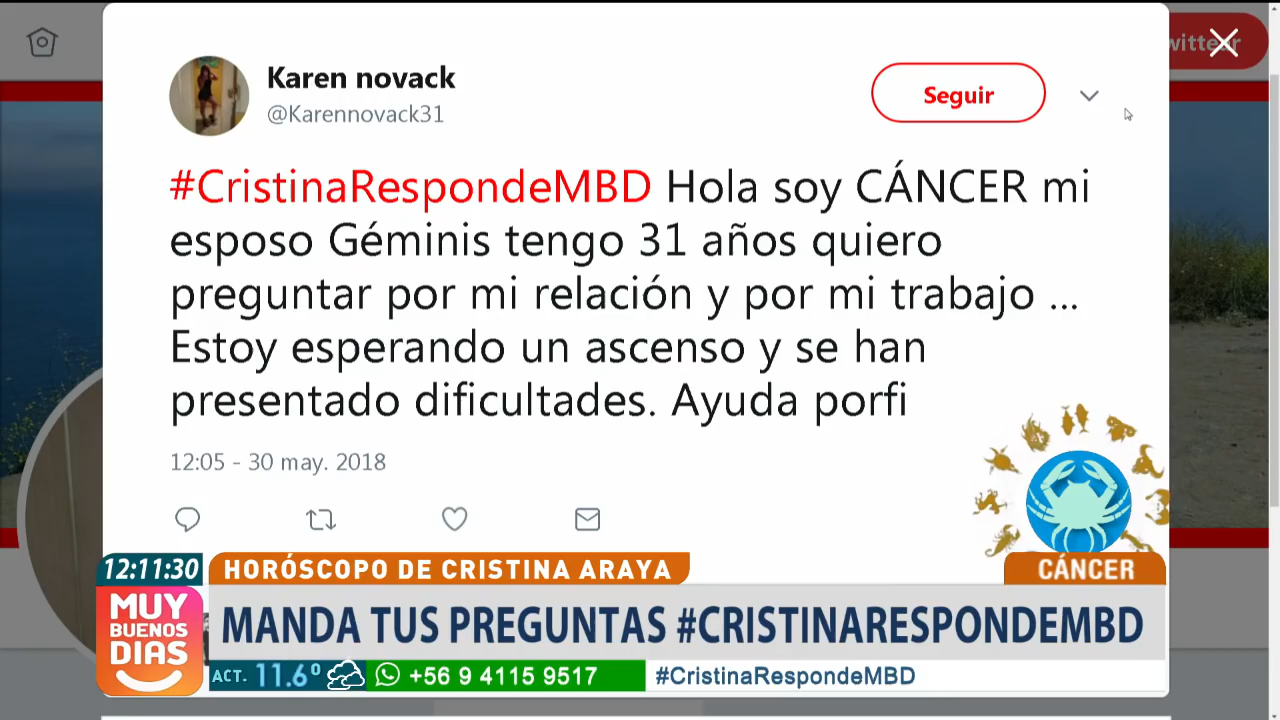 wittear
Karen novack
@Karennovack31
Seguir
#CristinaRespondeMBD Hola soy CÁNCER mi
esposo Géminis tengo 31 años quiero
preguntar por mi relación y por mi trabajo ...
Estoy esperando un ascenso y se han
presentado dificultades. Ayuda porfi
12:05 - 30 may. 2018
12:11:30
HORÓSCOPO DE CRISTINA ARAYA
CÁNCER
MUY
BUENOS
DÍAS
MANDA TUS PREGUNTAS #CRISTINARESPONDEMBD
ACT. 11.6° +56 9 4115 9517 #CristinaRespondeMBD